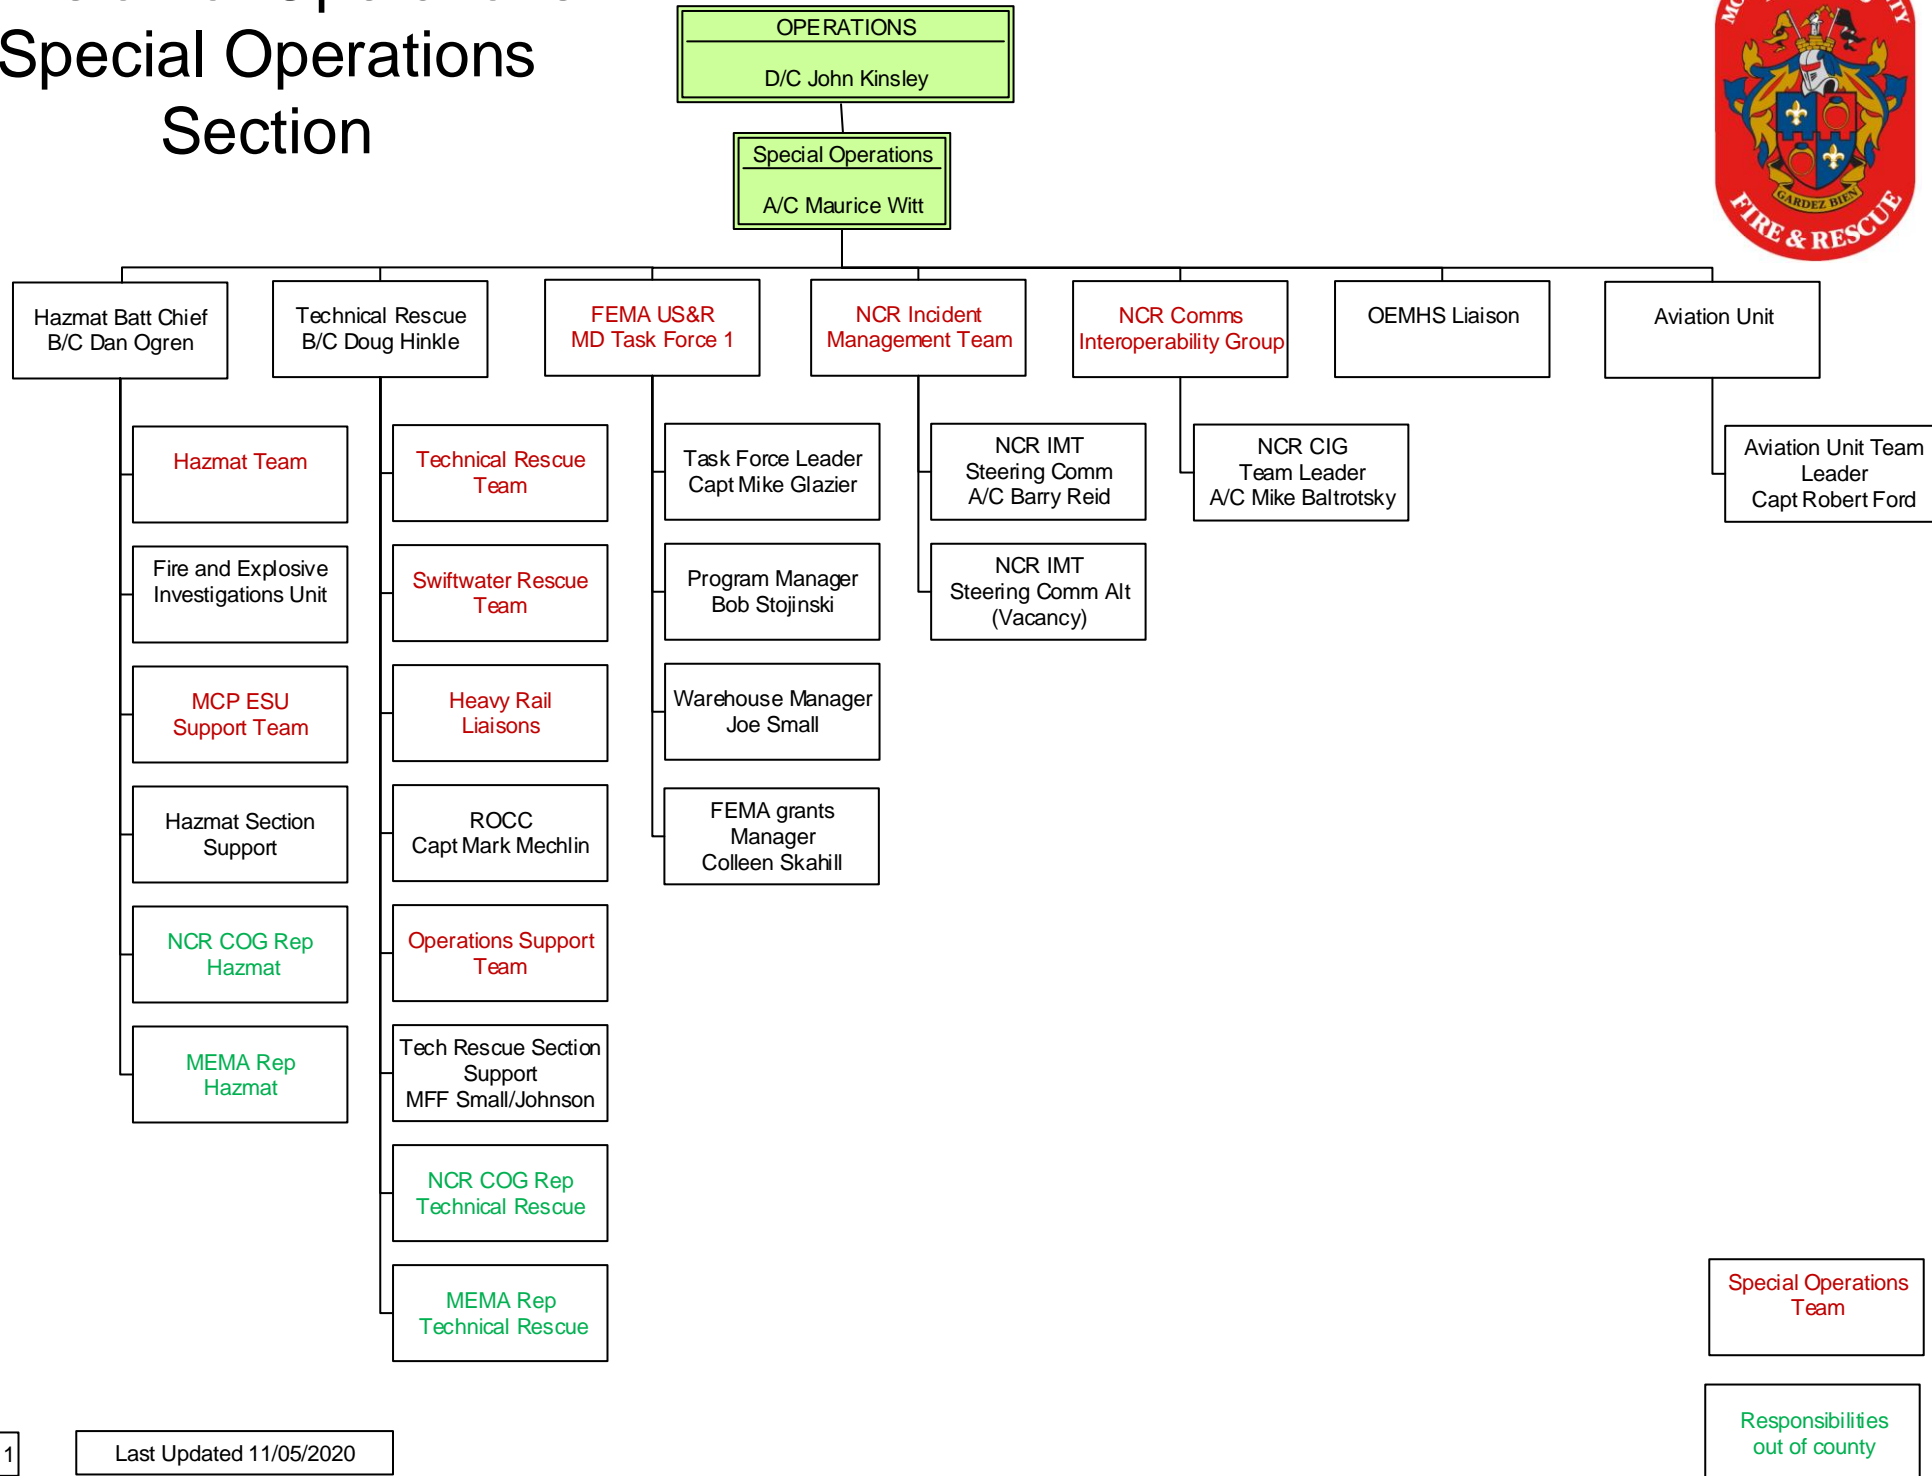 Special Operations
Section
OPERATIONS
D/C John Kinsley
Special Operations
A/C Maurice Witt
GARDEZ BIEN
FIRE & RESCUE
Hazmat Batt Chief
B/C Dan Ogren
Technical Rescue
B/C Doug Hinkle
FEMA US&R
MD Task Force 1
NCR Incident
Management Team
NCR Comms
Interoperability Group
OEMHS Liaison
Aviation Unit
Hazmat Team
Fire and Explosive
Investigations Unit
MCP ESU
Support Team
Hazmat Section
Support
NCR COG Rep
Hazmat
MEMA Rep
Hazmat
Technical Rescue
Team
Swiftwater Rescue
Team
Heavy Rail
Liaisons
ROCC
Capt Mark Mechlin
Operations Support
Team
Tech Rescue Section
Support
MFF Small/Johnson
NCR COG Rep
Technical Rescue
MEMA Rep
Technical Rescue
Task Force Leader
Capt Mike Glazier
Program Manager
Bob Stojinski
Warehouse Manager
Joe Small
FEMA grants
Manager
Colleen Skahill
NCR IMT
Steering Comm
A/C Barry Reid
NCR IMT
Steering Comm Alt
(Vacancy)
NCR CIG
Team Leader
A/C Mike Baltrotsky
Aviation Unit Team
Leader
Capt Robert Ford
Special Operations
Team
Responsibilities
out of county
1
Last Updated 11/05/2020